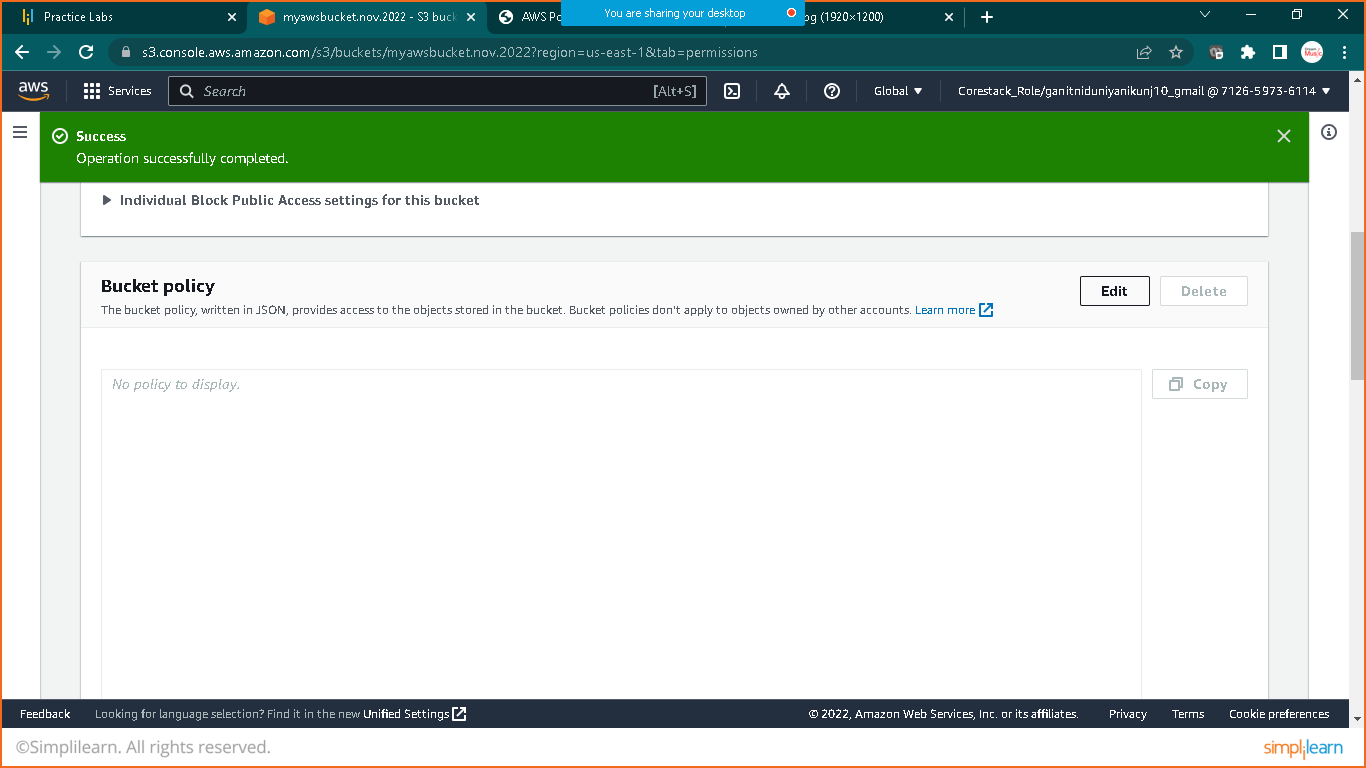 Practice Labs
myawsbucket.nov.2022 - S3 buck
AWS Po
You are sharing your desktop
og (1920×1200)
s3.console.aws.amazon.com/s3/buckets/myawsbucket.nov.2022?region=us-east-1&tab=permissions
aws
Services
Search
[Alt+S]
Global
Corestack_Role/ganitniduniyanikunj10_gmail @ 7126-5973-6114
Success
Operation successfully completed.
Individual Block Public Access settings for this bucket
Bucket policy
Edit
Delete
The bucket policy, written in JSON, provides access to the objects stored in the bucket. Bucket policies don't apply to objects owned by other accounts. Learn more
No policy to display.
Copy
Feedback
Looking for language selection? Find it in the new Unified Settings
© 2022, Amazon Web Services, Inc. or its affiliates.
Privacy
Terms
Cookie preferences
©Simplilearn. All rights reserved.
simplilearn